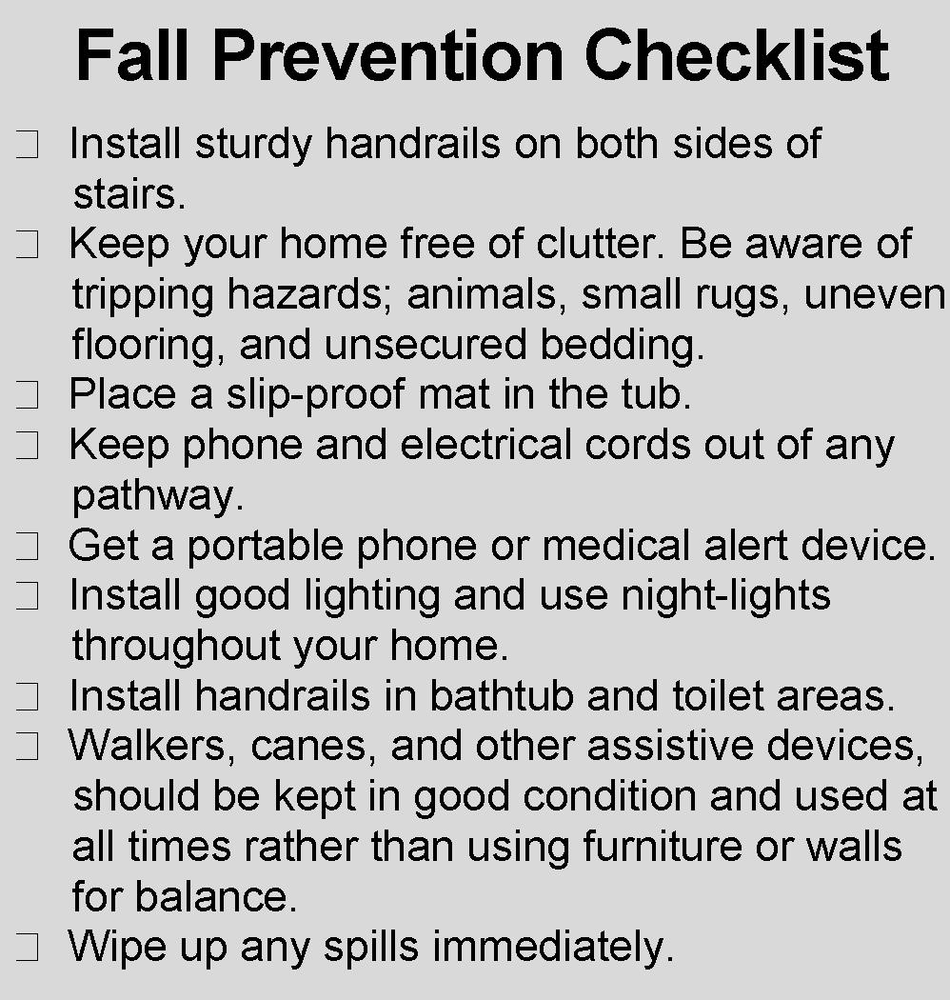 Fall Prevention Checklist
□ Install sturdy handrails on both sides of
stairs.
□ Keep your home free of clutter. Be aware of
tripping hazards; animals, small rugs, uneven
flooring, and unsecured bedding.
□ Place a slip-proof mat in the tub.
□ Keep phone and electrical cords out of any
pathway.
□ Get a portable phone or medical alert device.
□ Install good lighting and use night-lights
throughout your home.
□ Install handrails in bathtub and toilet areas.
□ Walkers, canes, and other assistive devices,
should be kept in good condition and used at
all times rather than using furniture or walls
for balance.
□ Wipe up any spills immediately.